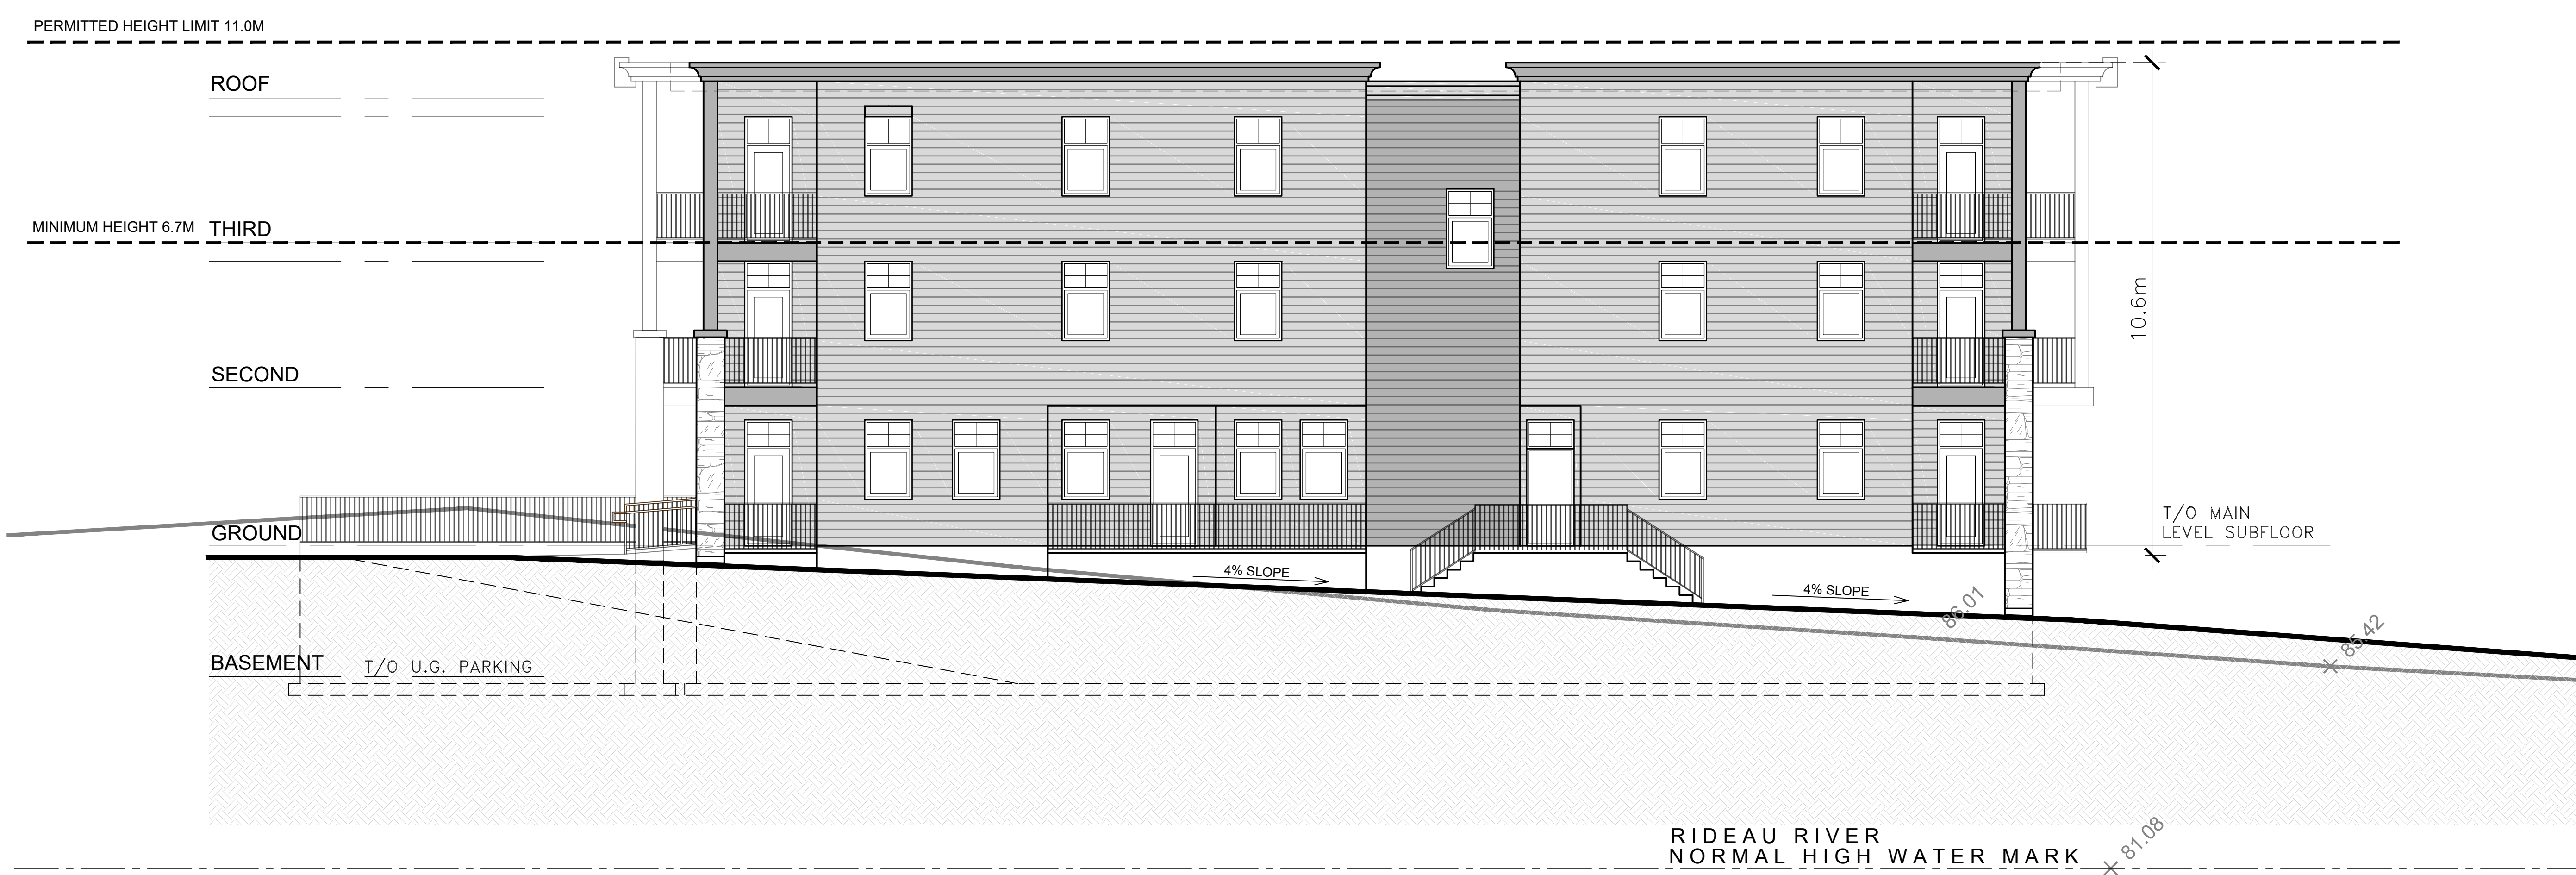 PERMITTED HEIGHT LIMIT 11.0M
ROOF
MINIMUM HEIGHT 6.7M THIRD
10.6m
SECOND
T/O MAIN
LEVEL SUBFLOOR
GROUND
4% SLOPE
4% SLOPE
86.01
85.42
BASEMENT T/O U.G. PARKING
RIDEAU RIVER
NORMAL HIGH WATER MARK
81.08